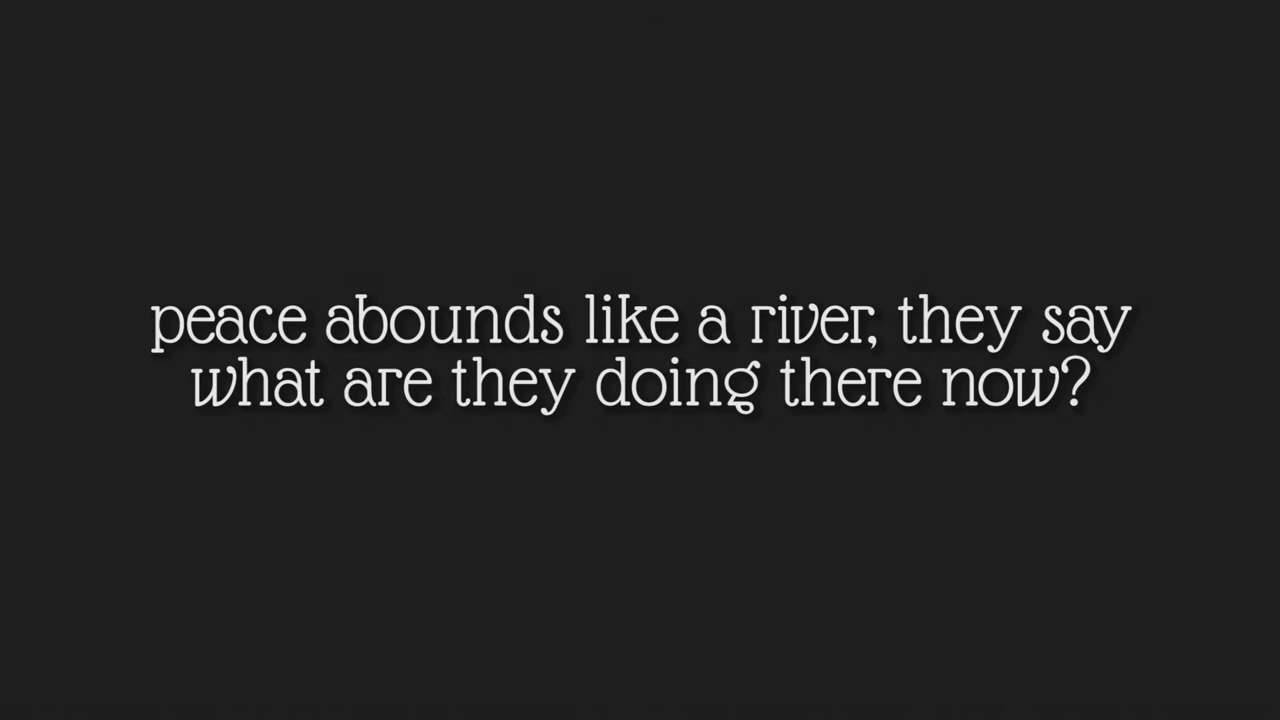 peace abounds like a river, they say
what are they doing there now?